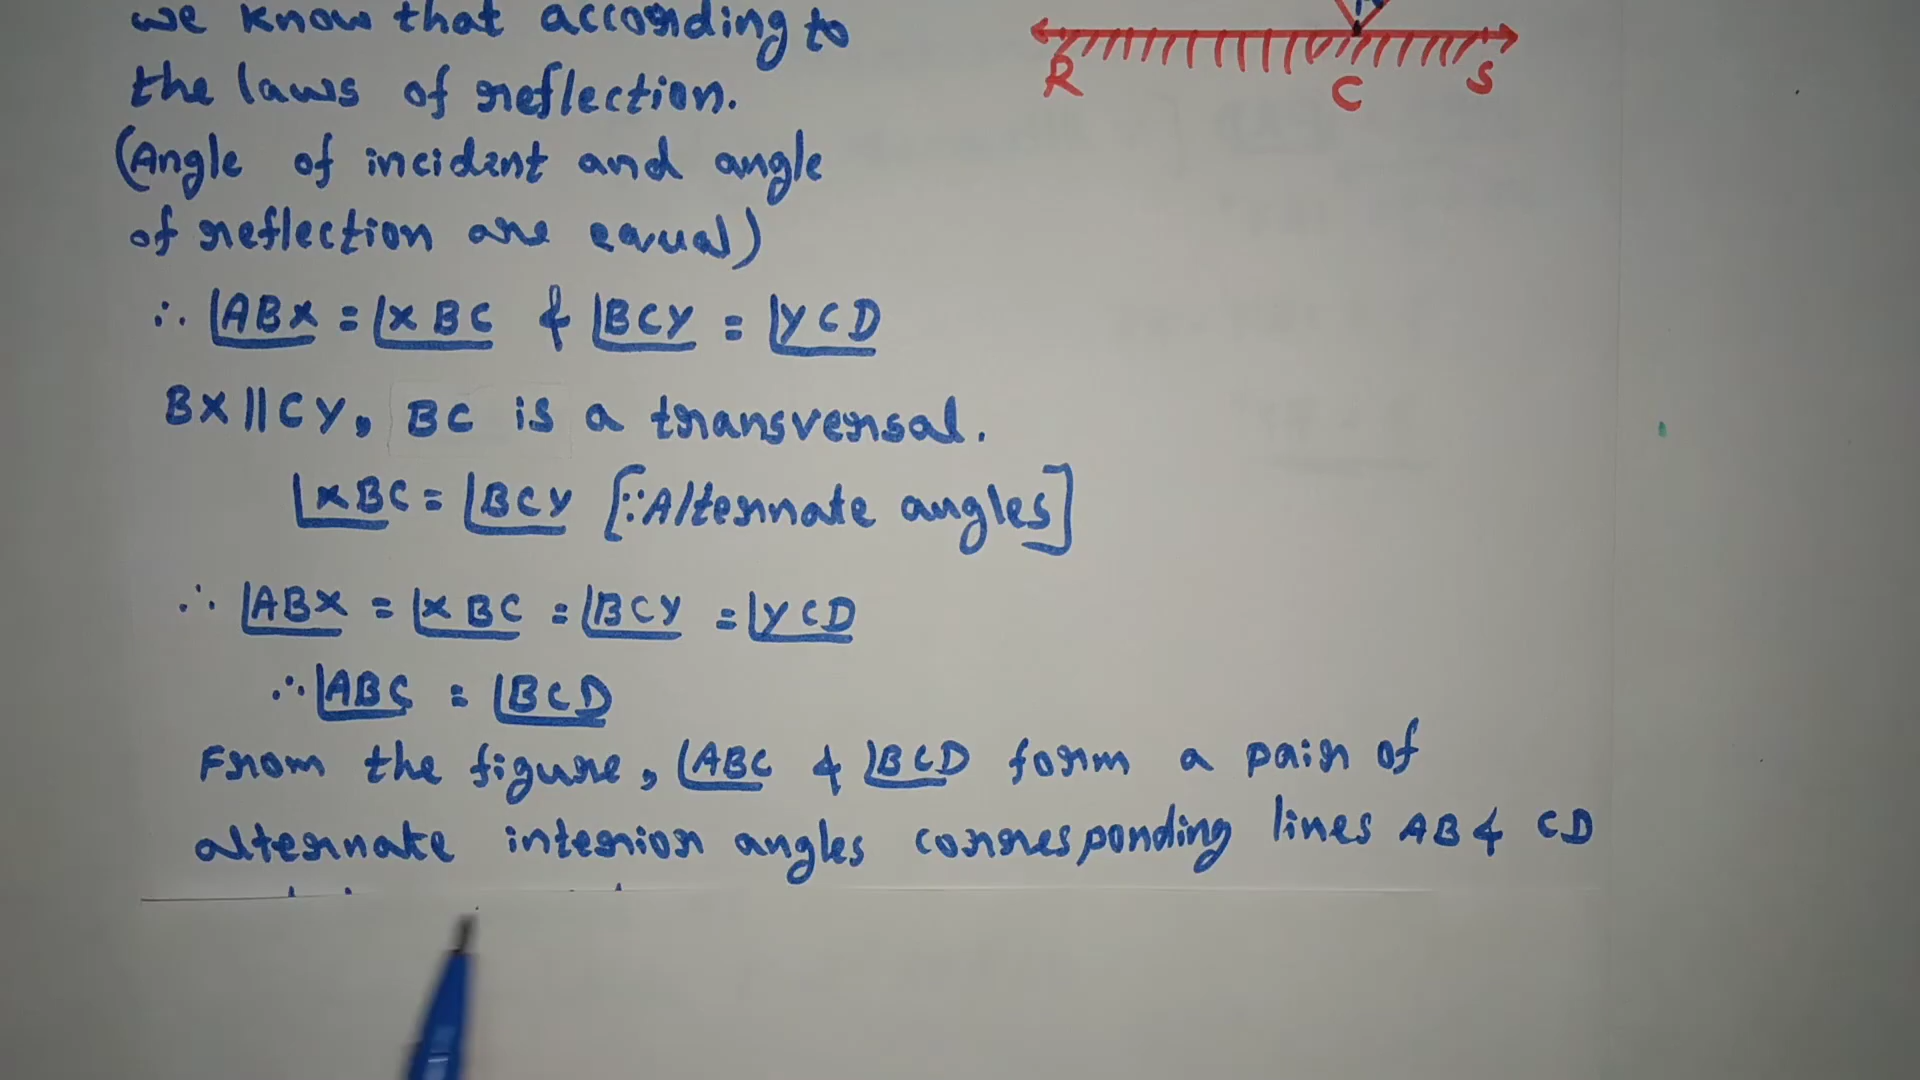 we know that according to
the laws of reflection.
(Angle of incident and angle
of reflection are equal)
∴ ∠ABX = ∠XBC & ∠BCY = ∠YCD
BX || CY, BC is a transversal.
∠XBC = ∠BCY [∵ Alternate angles]
∴ ∠ABX = ∠XBC = ∠BCY = ∠YCD
∴ ∠ABC = ∠BCD
From the figure, ∠ABC & ∠BCD form a pair of
alternate interior angles corresponding lines AB & CD
R C S